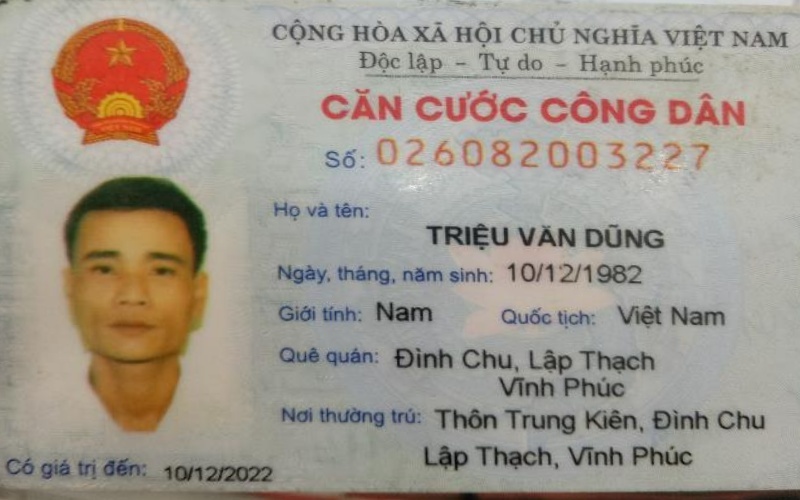 CỘNG HÒA XÃ HỘI CHỦ NGHĨA VIỆT NAM
Độc lập – Tự do – Hạnh phúc
CĂN CƯỚC CÔNG DÂN
Số: 026082003227
Họ và tên:
TRIỆU VĂN DŨNG
Ngày, tháng, năm sinh: 10/12/1982
Giới tính: Nam Quốc tịch: Việt Nam
Quê quán: Đình Chu, Lập Thạch
Vĩnh Phúc
Nơi thường trú: Thôn Trung Kiên, Đình Chu
Lập Thạch, Vĩnh Phúc
Có giá trị đến: 10/12/2022